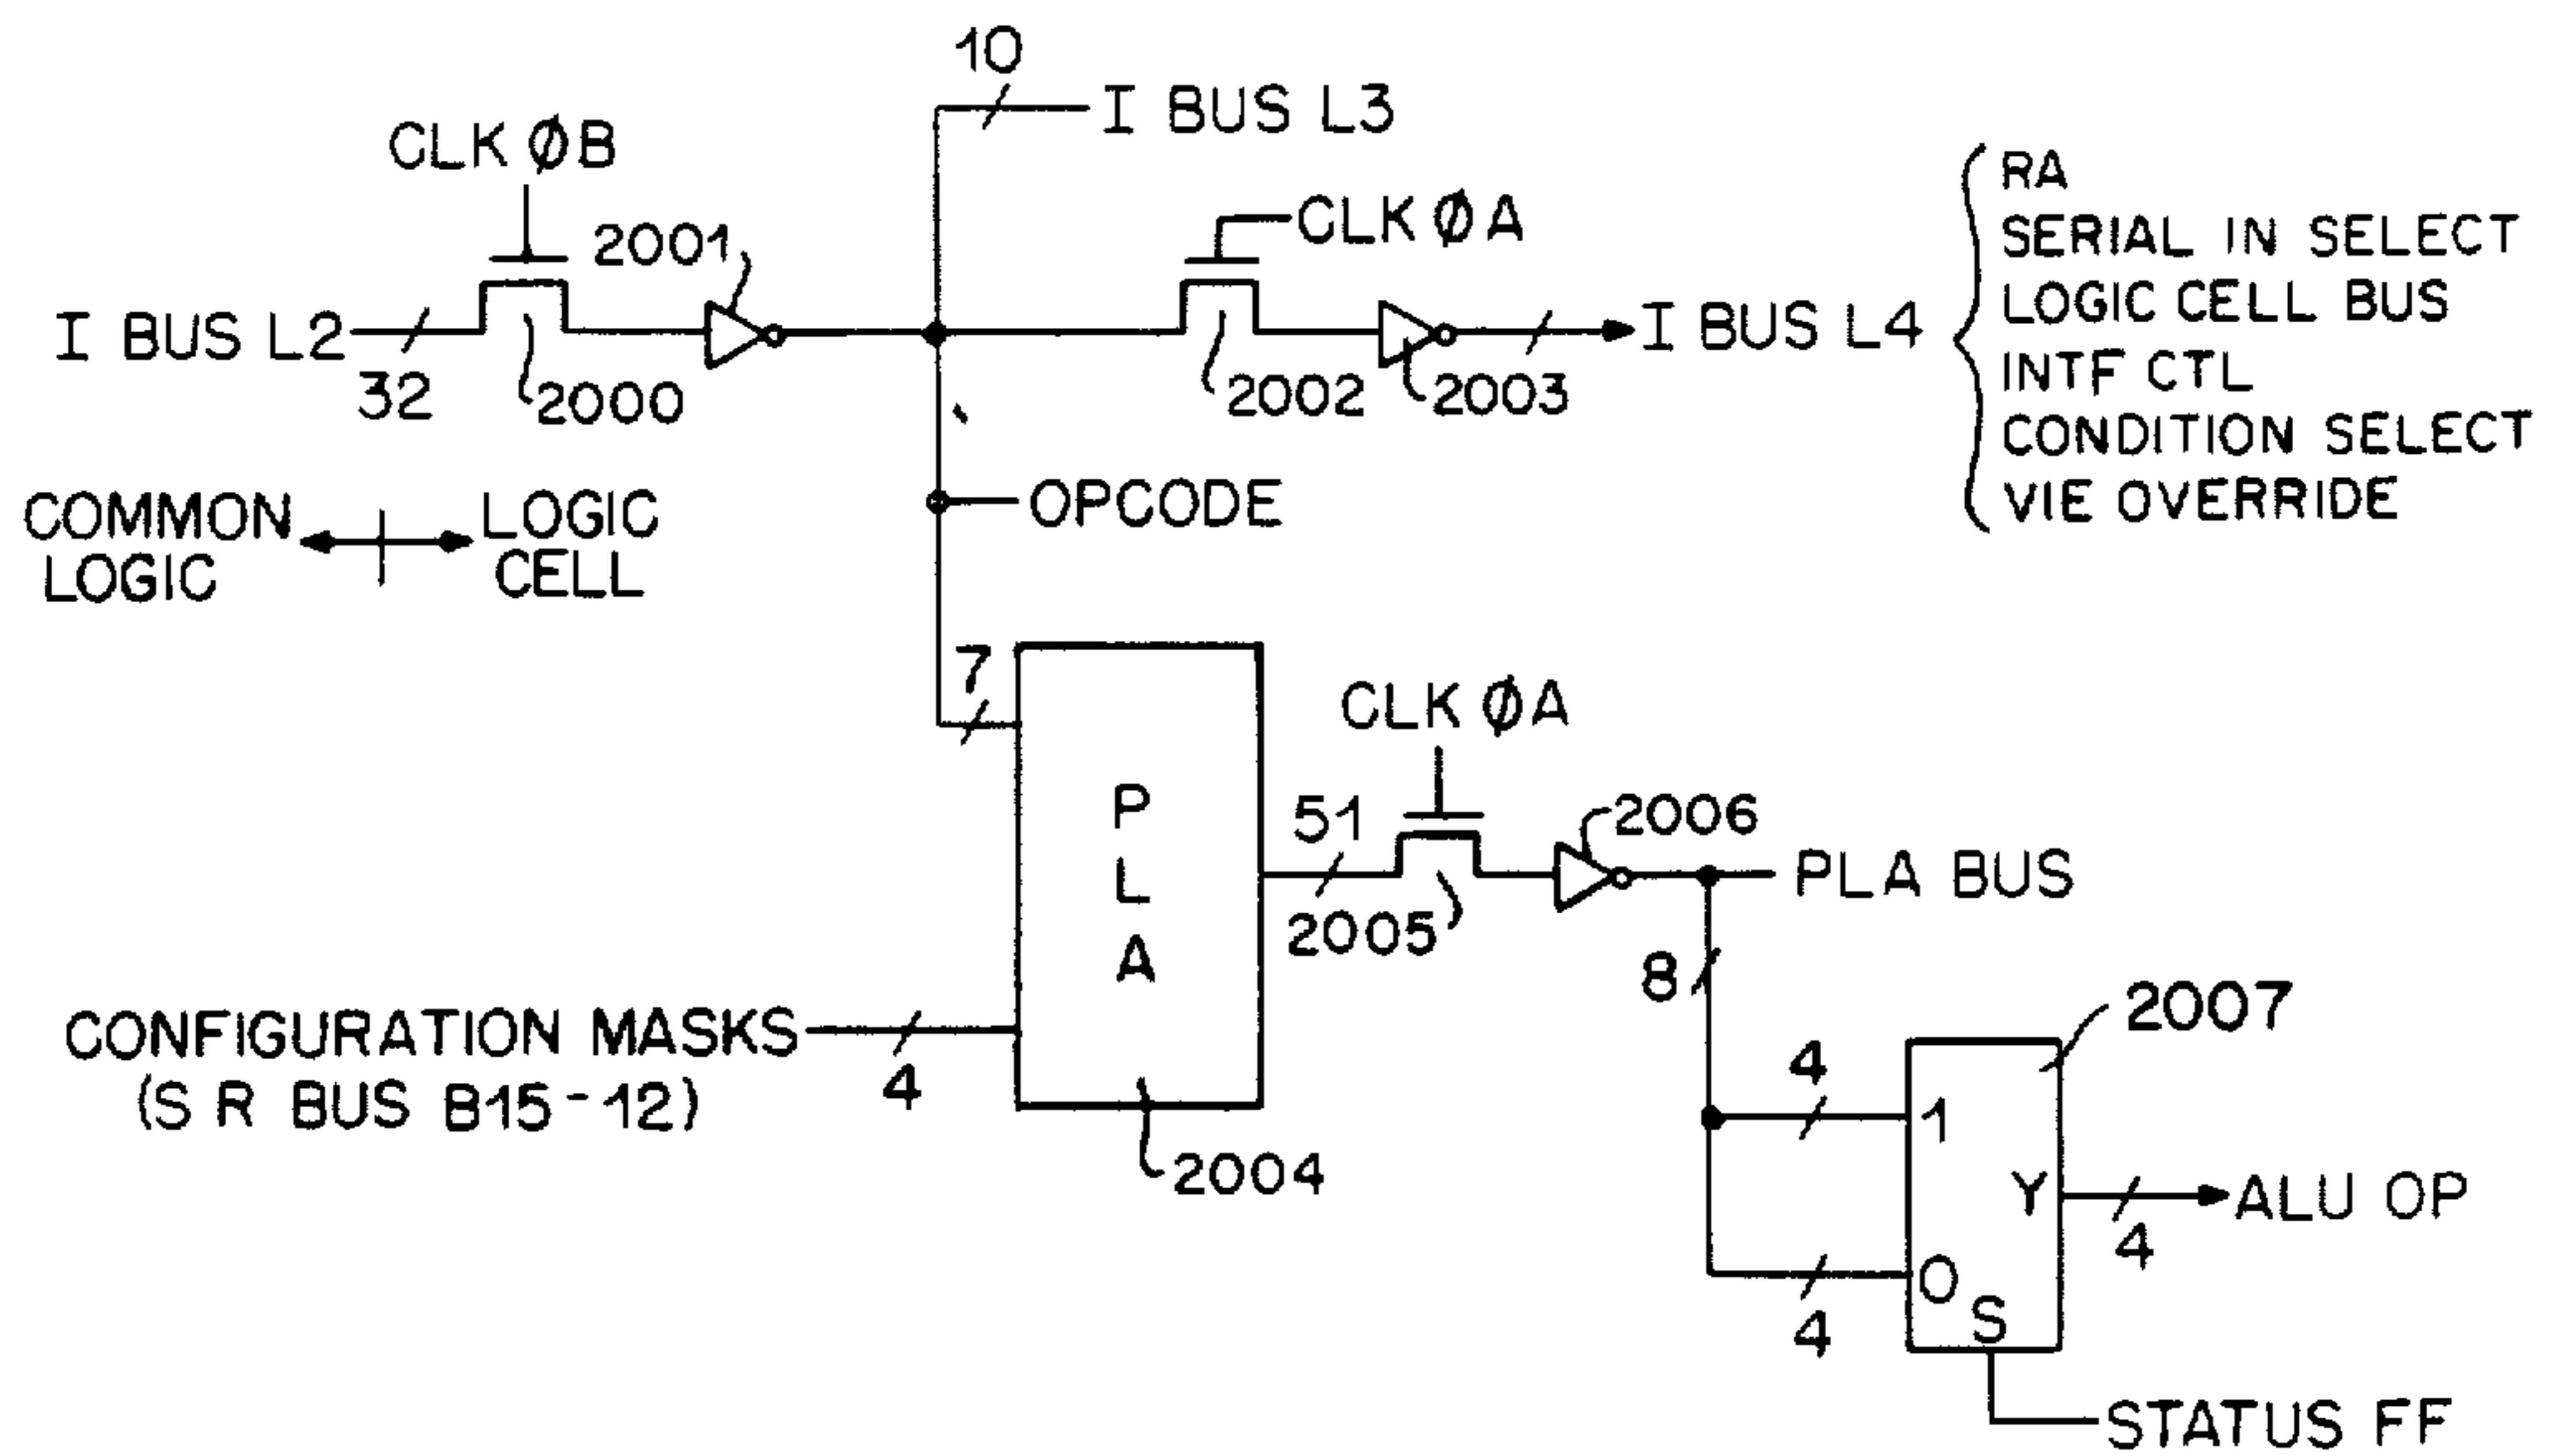 10
I BUS L3
CLK ØB
CLK ØA
2001
I BUS L2
32
2000
2002
2003
I BUS L4
RA
SERIAL IN SELECT
LOGIC CELL BUS
INTF CTL
CONDITION SELECT
VIE OVERRIDE
COMMON
LOGIC
LOGIC
CELL
OPCODE
7
P
L
A
CLK ØA
51
2005
2006
PLA BUS
8
CONFIGURATION MASKS
(S R BUS B15-12)
4
2004
2007
4
1
Y
4
ALU OP
0
4
S
STATUS FF